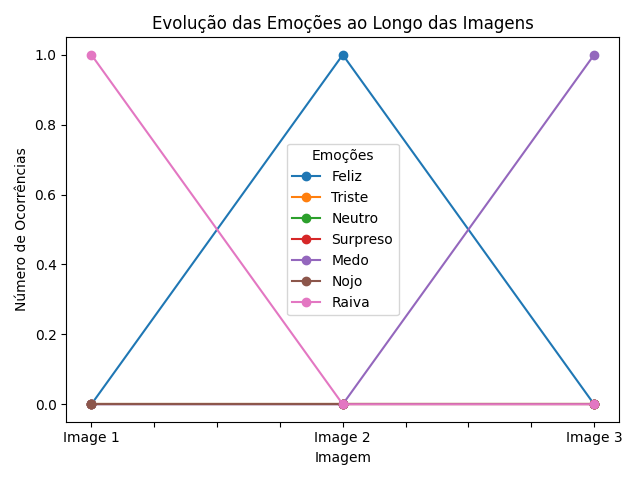 Evolução das Emoções ao Longo das Imagens
Número de Ocorrências
1.0
0.8
0.6
0.4
0.2
0.0
Emoções
Feliz
Triste
Neutro
Surpreso
Medo
Nojo
Raiva
Image 1
Image 2
Image 3
Imagem